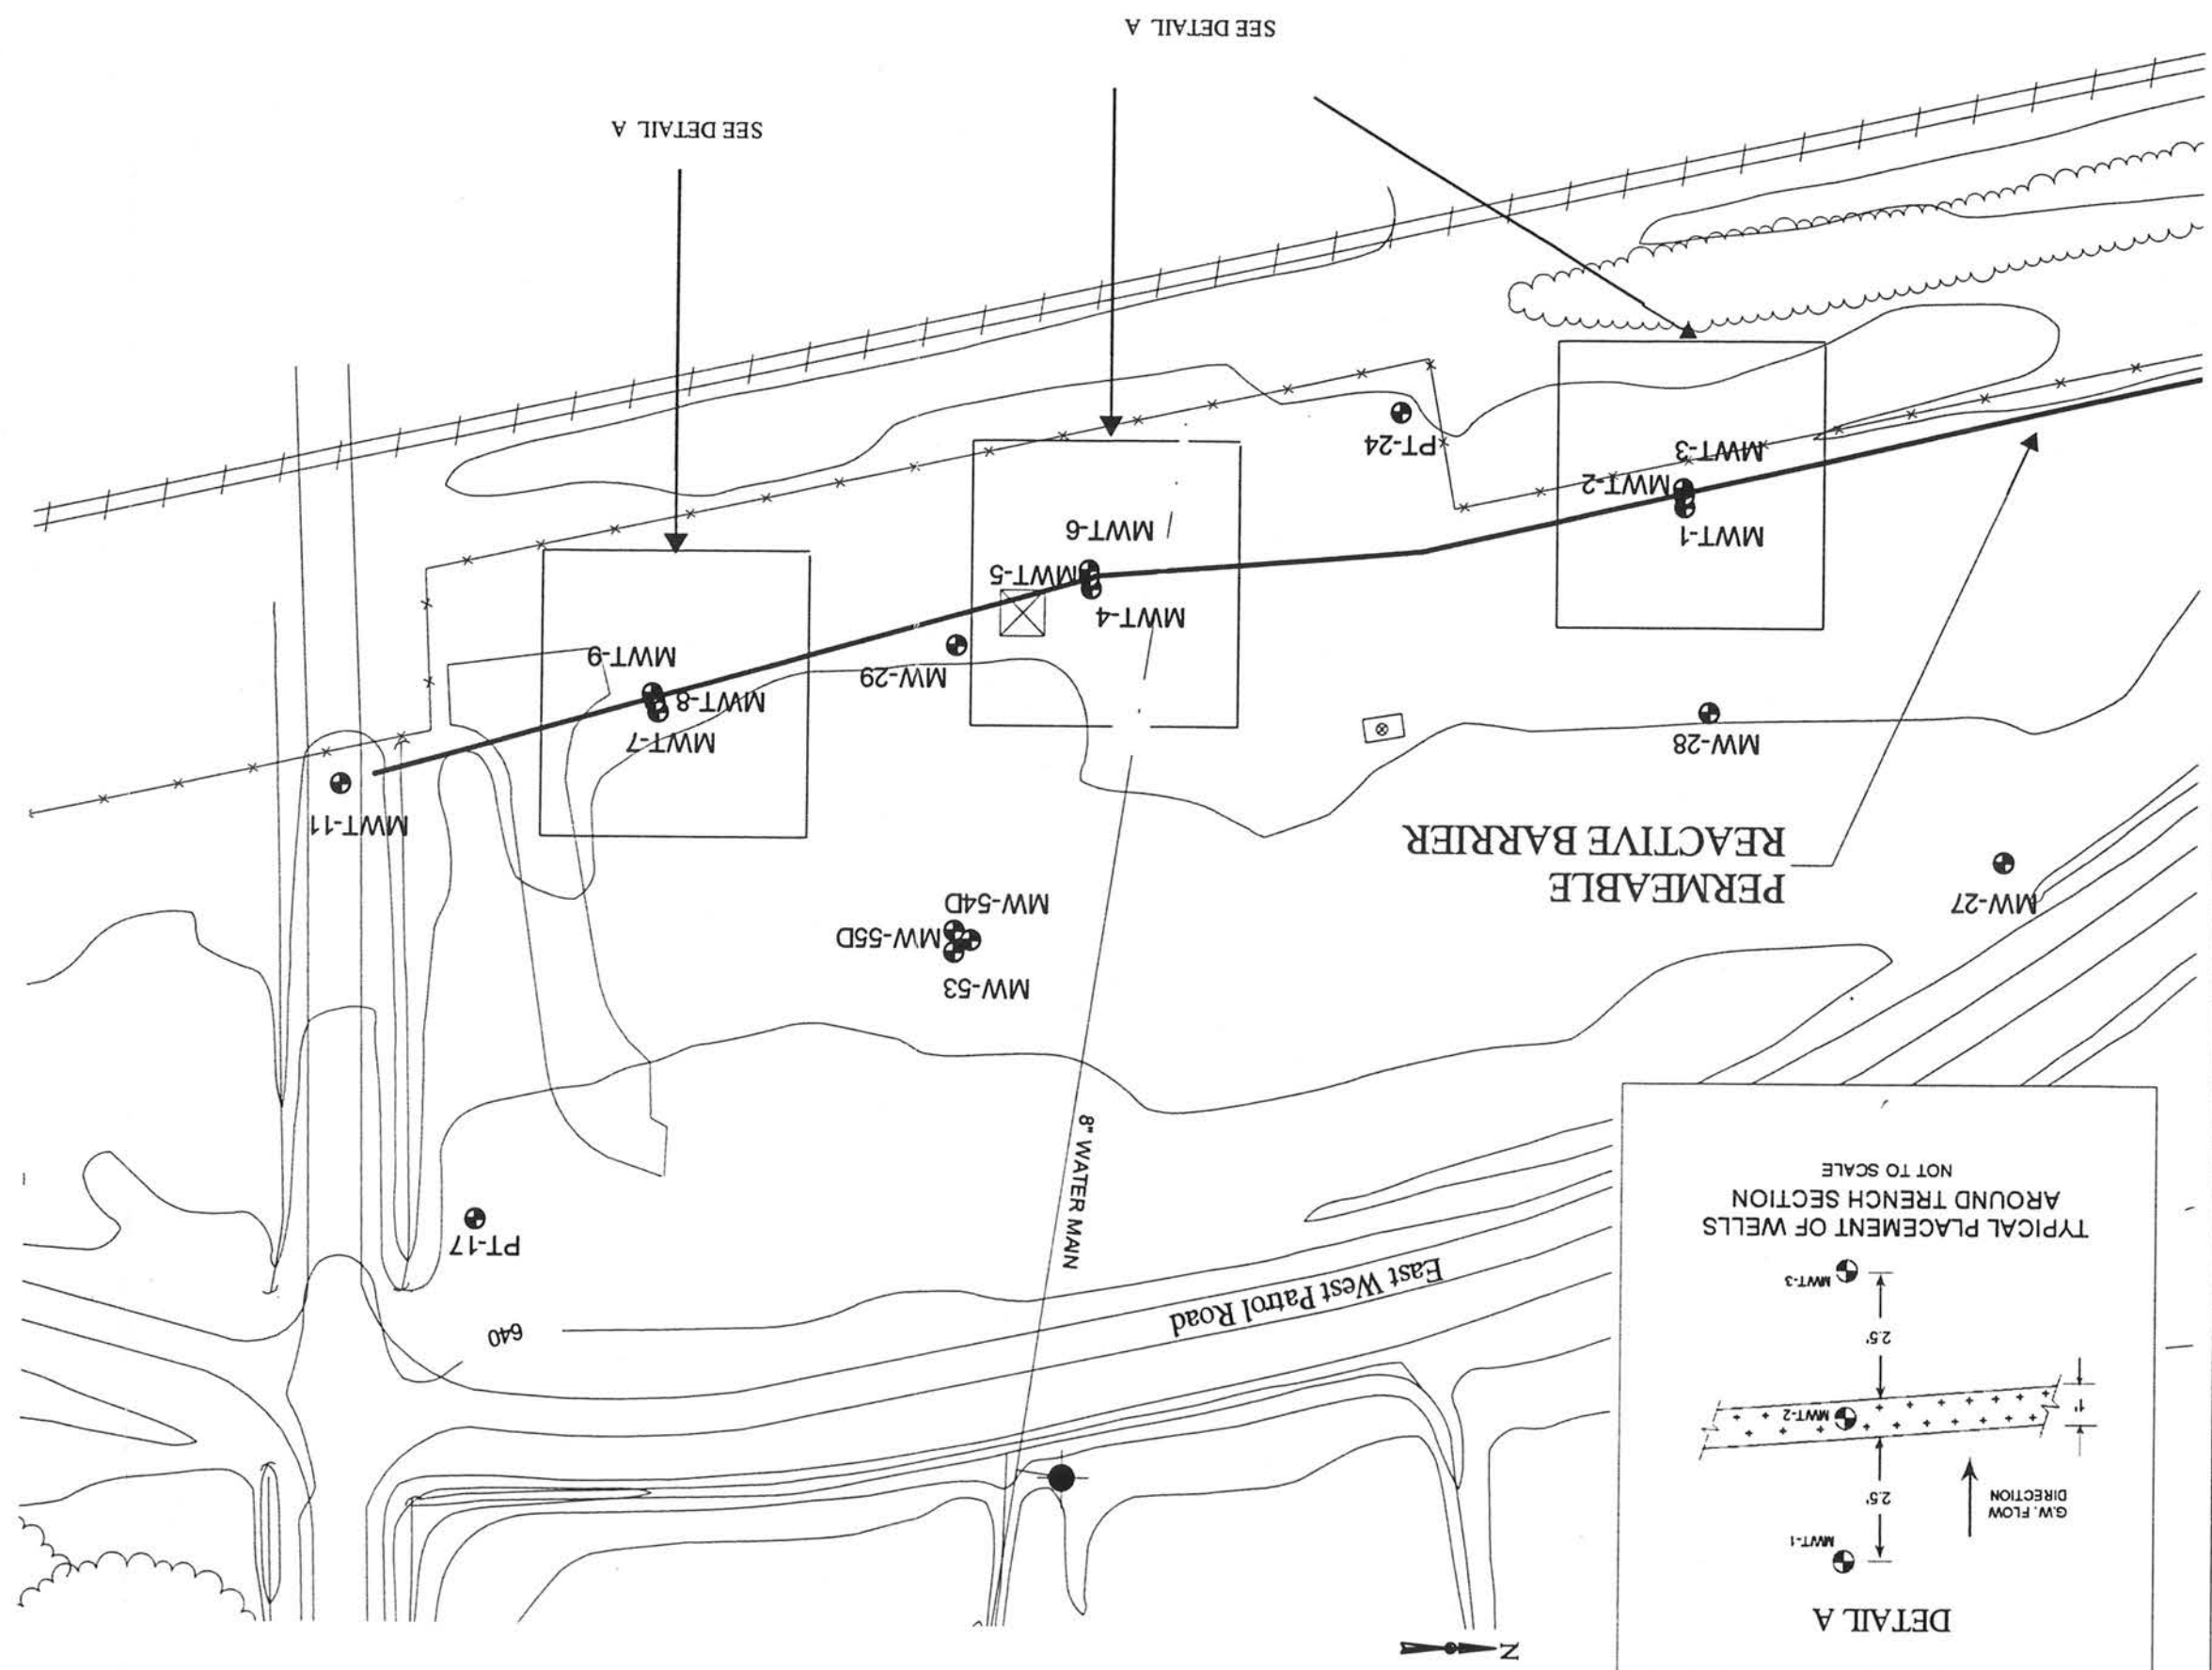 DETAIL A
N
MWT-1
G.W. FLOW
DIRECTION
2.5'
MWT-2
1'
2.5'
MWT-3
TYPICAL PLACEMENT OF WELLS
AROUND TRENCH SECTION
NOT TO SCALE
East West Patrol Road
640
8" WATER MAIN
PT-17
MW-53
MW-55D
MW-54D
MW-27
PERMEABLE
REACTIVE BARRIER
MWT-11
MW-28
MWT-7
MWT-8
MWT-9
MW-29
MWT-4
MWT-5
MWT-6
MWT-1
MWT-2
MWT-3
PT-24
SEE DETAIL A
SEE DETAIL A